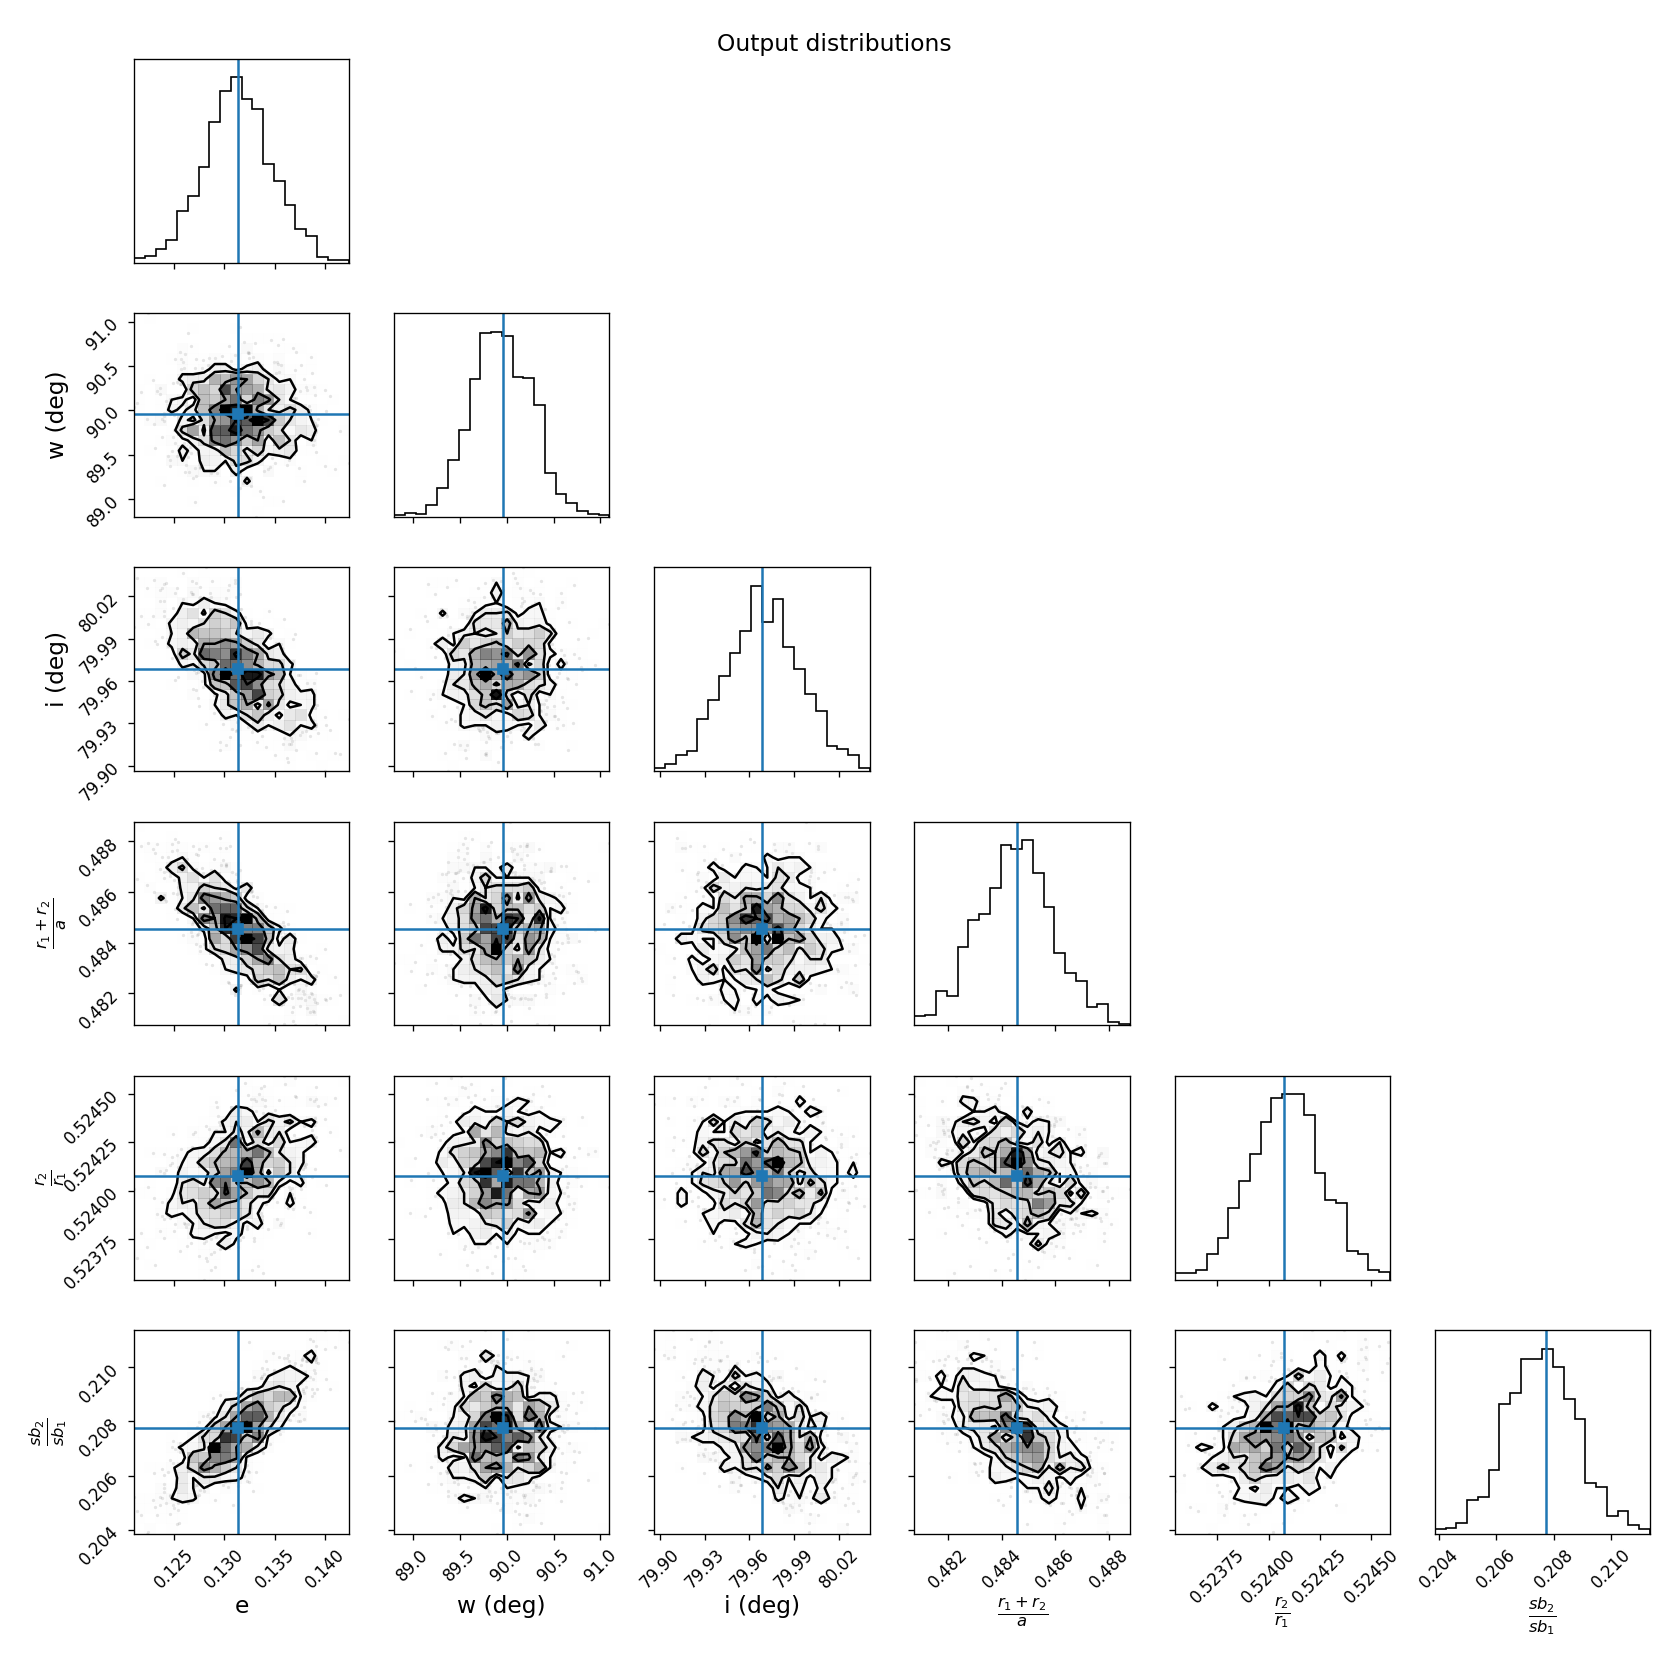 Output distributions
w (deg)
91.0
90.5
90.0
89.5
89.0
i (deg)
80.02
79.99
79.96
79.93
79.90
r₁ + r₂
a
0.488
0.486
0.484
0.482
r₂
r₁
0.52450
0.52425
0.52400
0.52375
sb₂
sb₁
0.210
0.208
0.206
0.204
0.125 0.130 0.135 0.140
89.0 89.5 90.0 90.5 91.0
79.90 79.93 79.96 79.99 80.02
0.482 0.484 0.486 0.488
0.52375 0.52400 0.52425 0.52450
0.204 0.206 0.208 0.210
e
w (deg)
i (deg)
r₁ + r₂
a
r₂
r₁
sb₂
sb₁